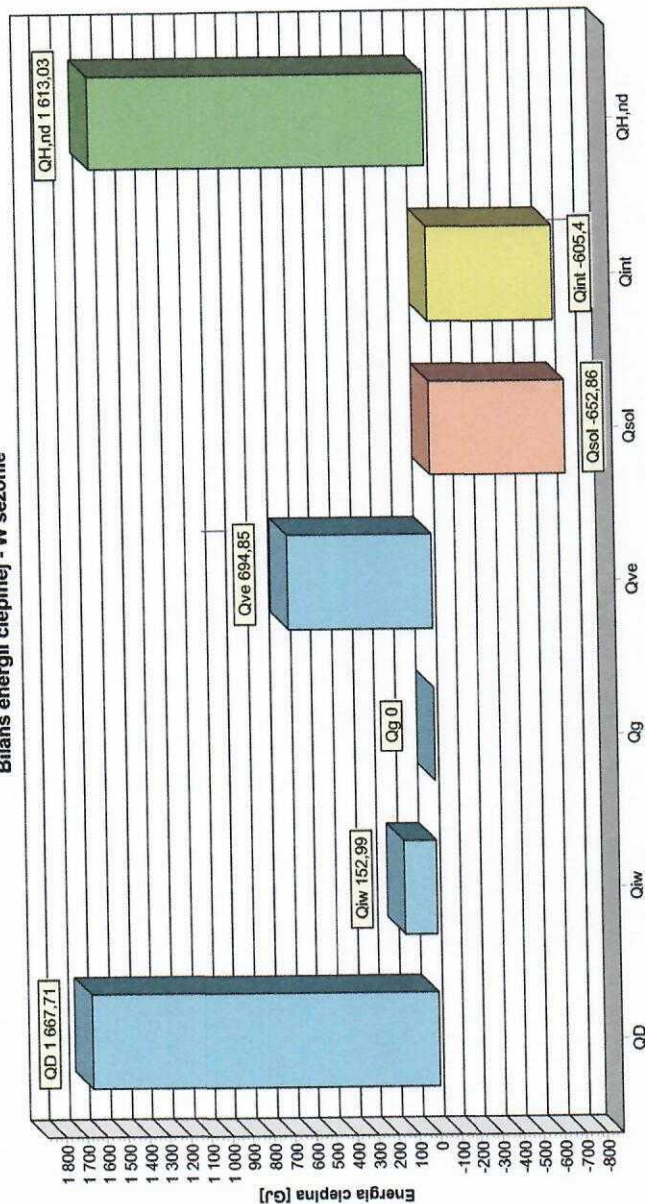 Bilans energii cieplnej - W sezonie
Energia cieplna [GJ]
1 800
1 700
1 600
1 500
1 400
1 300
1 200
1 100
1 000
900
800
700
600
500
400
300
200
100
0
-100
-200
-300
-400
-500
-600
-700
-800
QD 1 667,71
Qiw 152,99
Qg 0
Qve 694,85
Qsol -652,86
Qint -605,4
QH,nd 1 613,03
QD
Qiw
Qg
Qve
Qsol
Qint
QH,nd